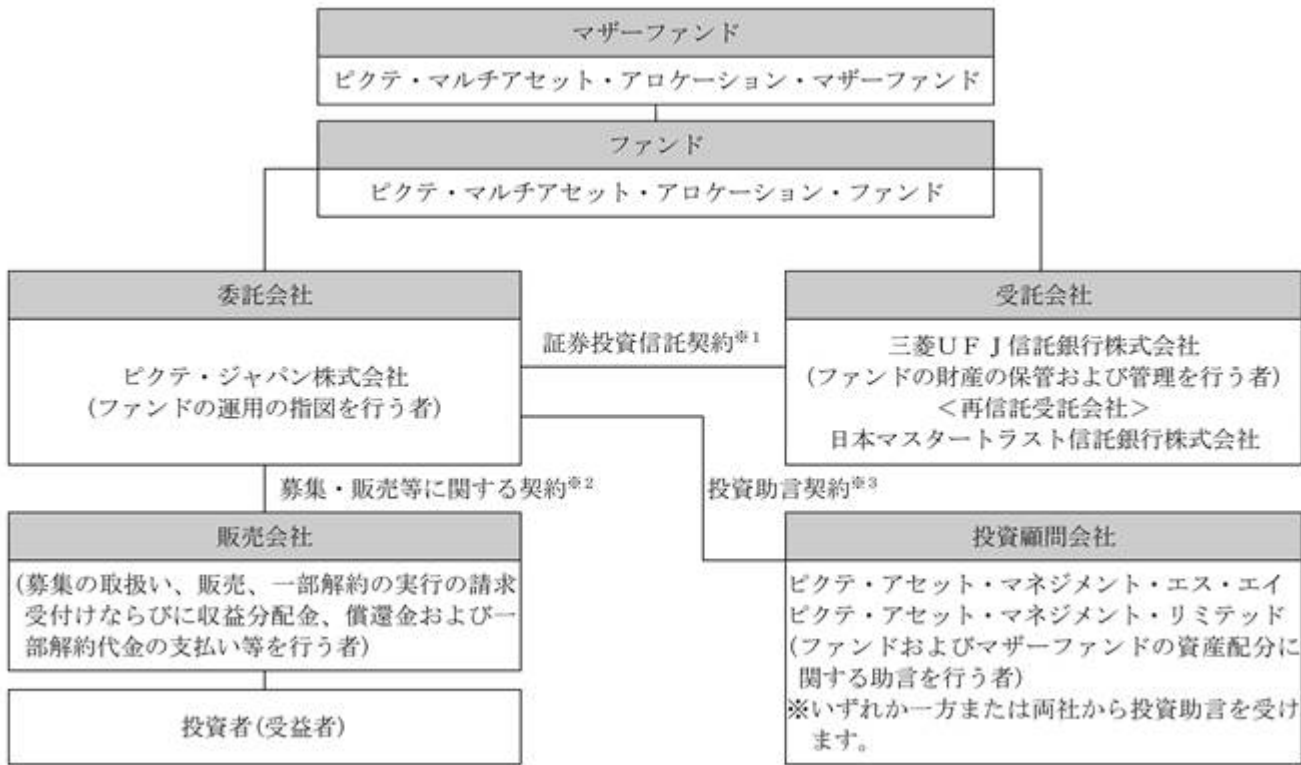 マザーファンド
ピクテ・マルチアセット・アロケーション・マザーファンド
ファンド
ピクテ・マルチアセット・アロケーション・ファンド
委託会社
ピクテ・ジャパン株式会社
(ファンドの運用の指図を行う者)
証券投資信託契約※1
受託会社
三菱UFJ信託銀行株式会社
(ファンドの財産の保管および管理を行う者)
<再信託受託会社>
日本マスタートラスト信託銀行株式会社
募集・販売等に関する契約※2
投資助言契約※3
販売会社
(募集の取扱い、販売、一部解約の実行の請求
受付けならびに収益分配金、償還金および一
部解約代金の支払い等を行う者)
投資者(受益者)
投資顧問会社
ピクテ・アセット・マネジメント・エス・エイ
ピクテ・アセット・マネジメント・リミテッド
(ファンドおよびマザーファンドの資産配分に
関する助言を行う者)
※いずれか一方または両社から投資助言を受け
ます。